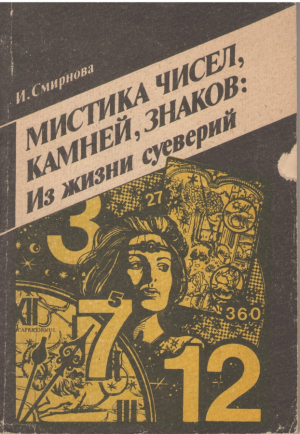 И. Смирнова
МИСТИКА ЧИСЕЛ,
КАМНЕЙ, ЗНАКОВ:
Из жизни суеверий
3
27
360
5
7
12